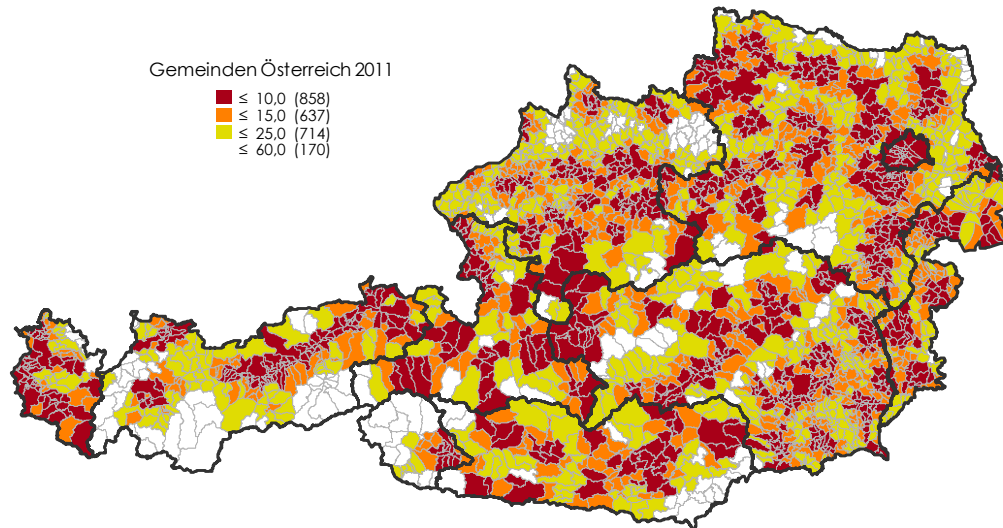 Gemeinden Österreich 2011
≤ 10,0 (858)
≤ 15,0 (637)
≤ 25,0 (714)
≤ 60,0 (170)